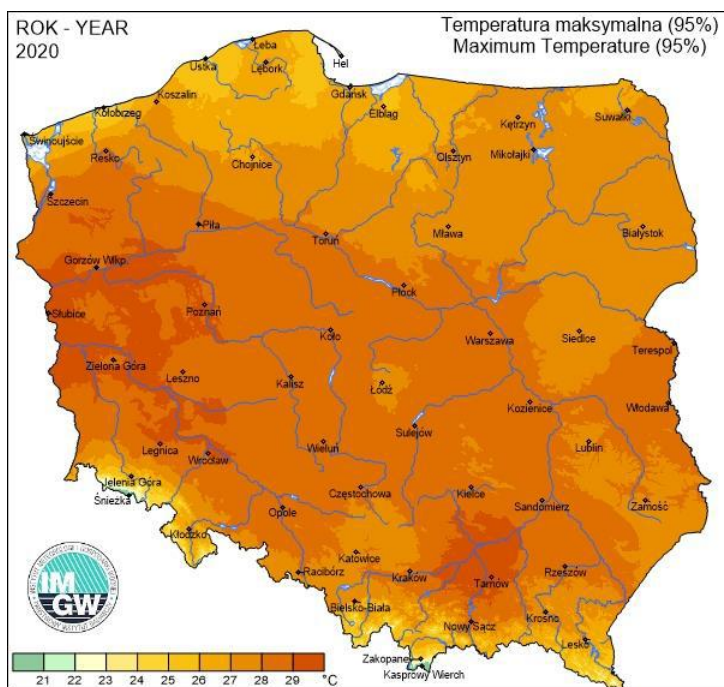 ROK - YEAR
2020
Temperatura maksymalna (95%)
Maximum Temperature (95%)
Łeba
Hel
Ustka
Lębork
Gdańsk
Koszalin
Kołobrzeg
Elbląg
Kętrzyn
Suwałki
Świnoujście
Resko
Chojnice
Olsztyn
Mikołajki
Szczecin
Piła
Toruń
Mława
Białystok
Gorzów Wlkp.
Płock
Słubice
Poznań
Koło
Warszawa
Siedlce
Terespol
Zielona Góra
Leszno
Kalisz
Łódź
Kozienice
Włodawa
Legnica
Wrocław
Wieluń
Sulejów
Lublin
Jelenia Góra
Śnieżka
Częstochowa
Kielce
Sandomierz
Zamość
Kłodzko
Opole
Katowice
Racibórz
Kraków
Tarnów
Rzeszów
Bielsko-Biała
Nowy Sącz
Krosno
Lesko
Zakopane
Kasprowy Wierch
IM
GW
21 22 23 24 25 26 27 28 29 °C